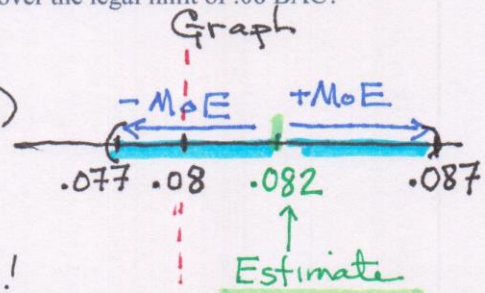 over the legal limit of .08 BAC?
Graph
)
- MoE +MoE
( )
.077 .08 .082 .087
!
Estimate